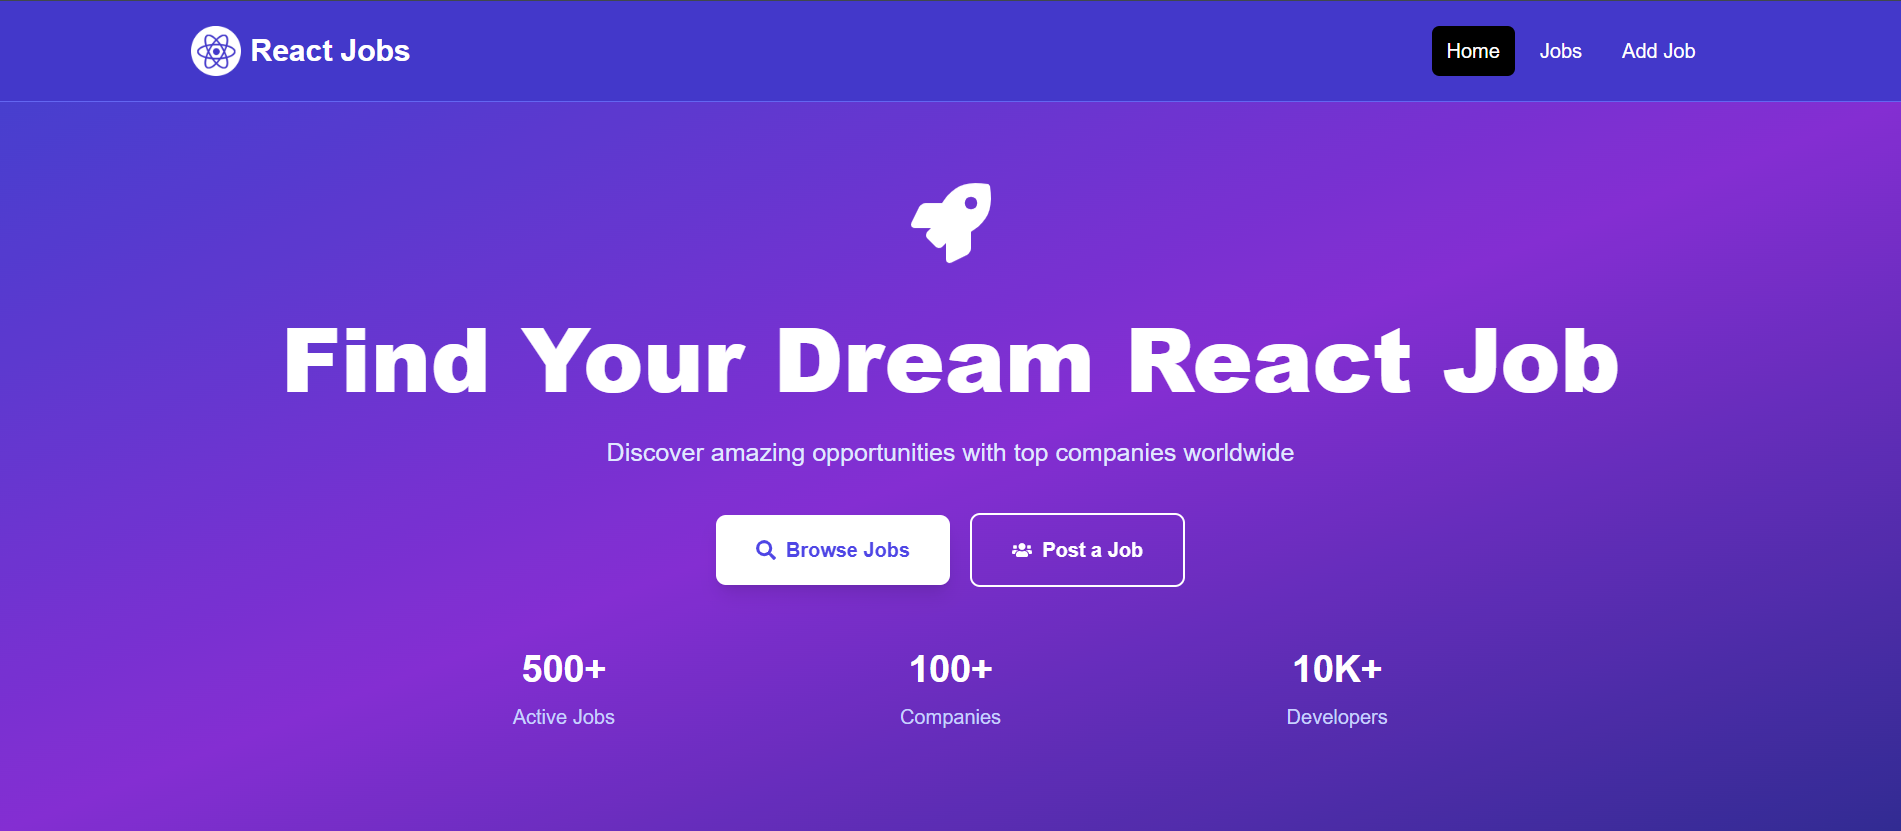 React Jobs
Home
Jobs
Add Job
Find Your Dream React Job
Discover amazing opportunities with top companies worldwide
Browse Jobs
Post a Job
500+
Active Jobs
100+
Companies
10K+
Developers